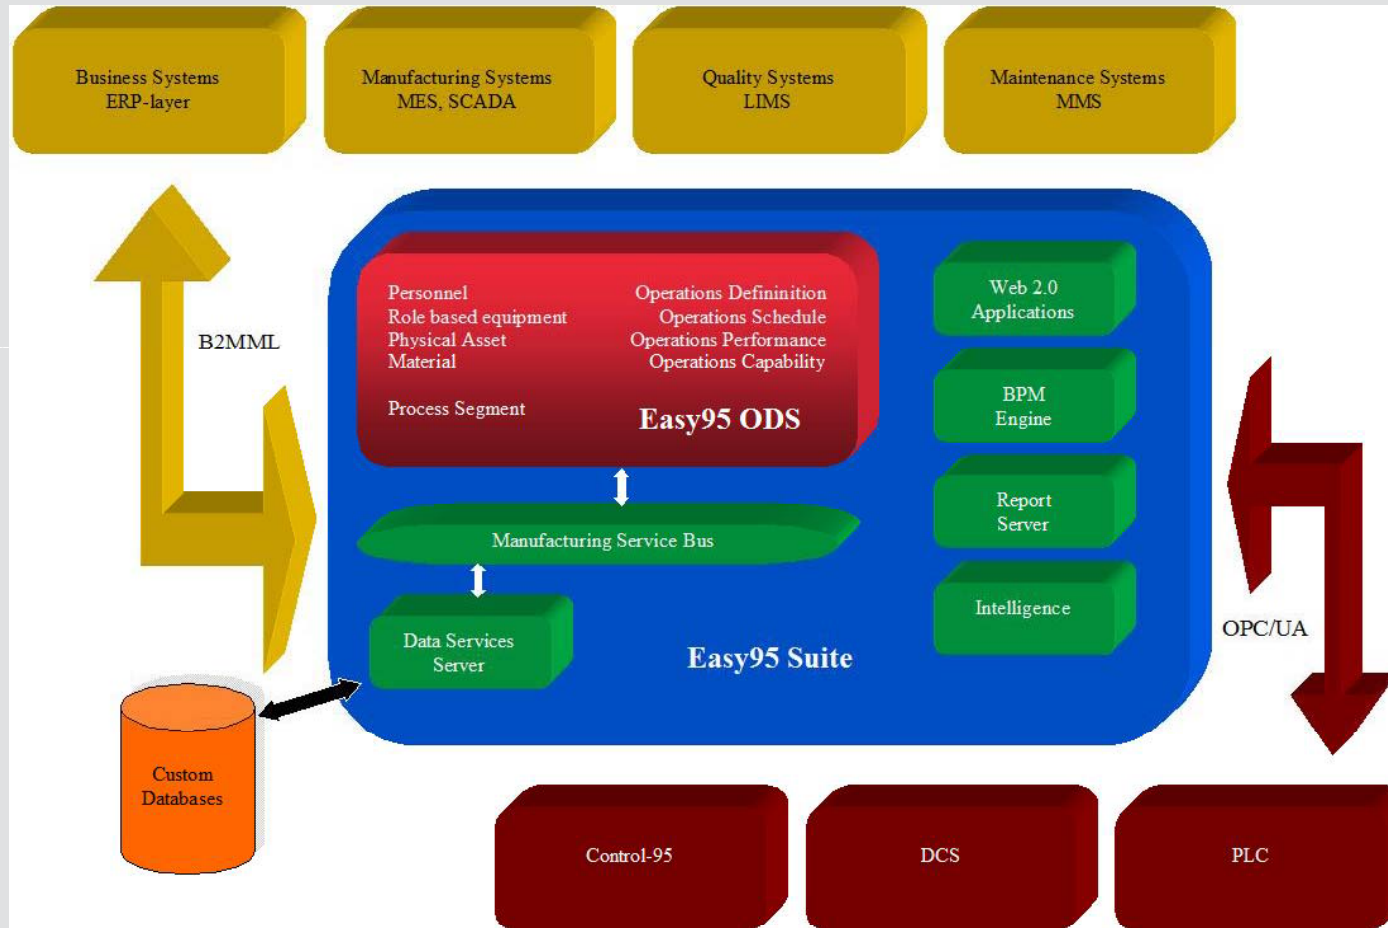 Business Systems
ERP-layer
Manufacturing Systems
MES, SCADA
Quality Systems
LIMS
Maintenance Systems
MMS
B2MML
Personnel
Role based equipment
Physical Asset
Material
Process Segment
Operations Defininition
Operations Schedule
Operations Performance
Operations Capability
Easy95 ODS
Web 2.0
Applications
BPM
Engine
Report
Server
Intelligence
Manufacturing Service Bus
Data Services
Server
Easy95 Suite
OPC/UA
Custom
Databases
Control-95
DCS
PLC